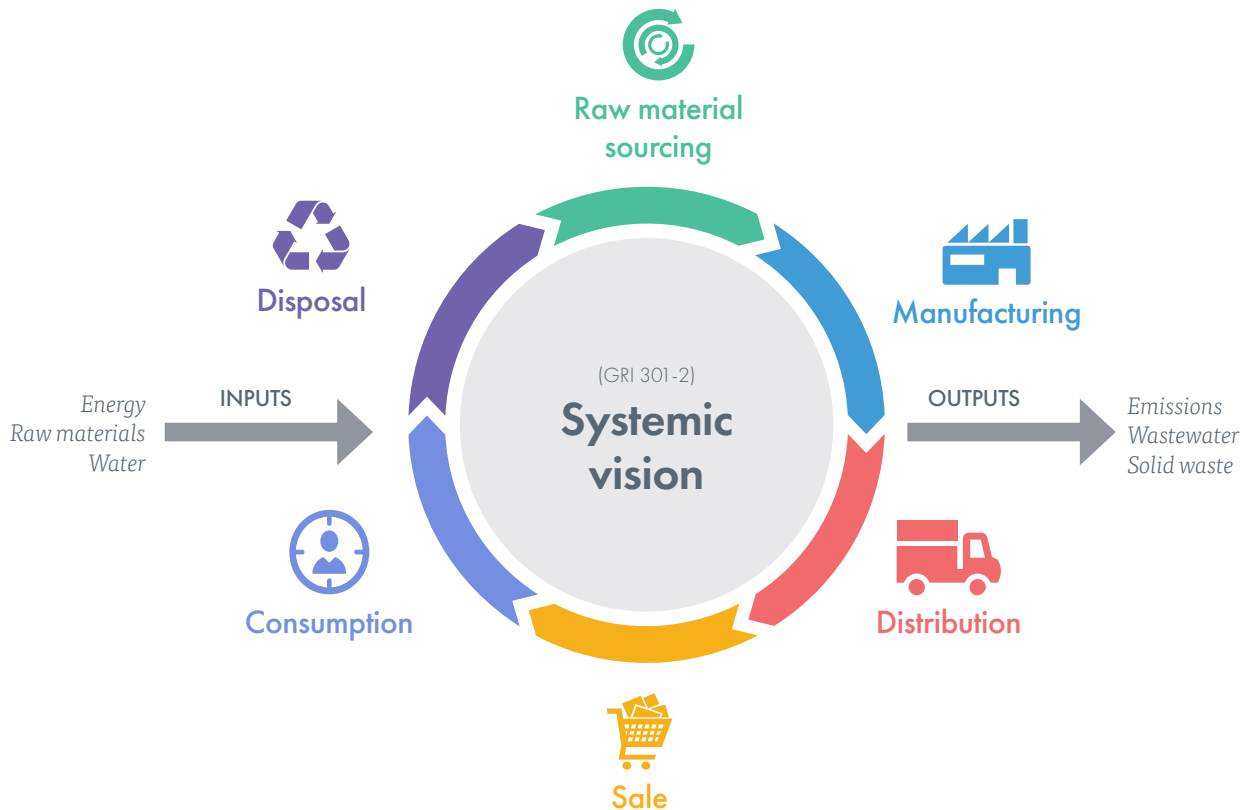 Raw material
sourcing
Disposal
Manufacturing
INPUTS
Energy
Raw materials
Water
(GRI 301-2)
Systemic
vision
OUTPUTS
Emissions
Wastewater
Solid waste
Consumption
Distribution
Sale